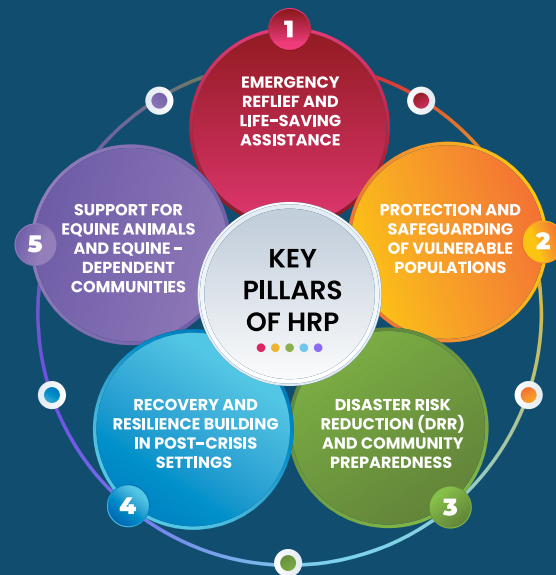 1
EMERGENCY
REFLIEF AND
LIFE-SAVING
ASSISTANCE
PROTECTION AND
SAFEGUARDING
OF VULNERABLE
POPULATIONS
2
DISASTER RISK
REDUCTION (DRR)
AND COMMUNITY
PREPAREDNESS
3
RECOVERY AND
RESILIENCE BUILDING
IN POST-CRISIS
SETTINGS
4
SUPPORT FOR
EQUINE ANIMALS
AND EQUINE -
DEPENDENT
COMMUNITIES
5
KEY
PILLARS
OF HRP